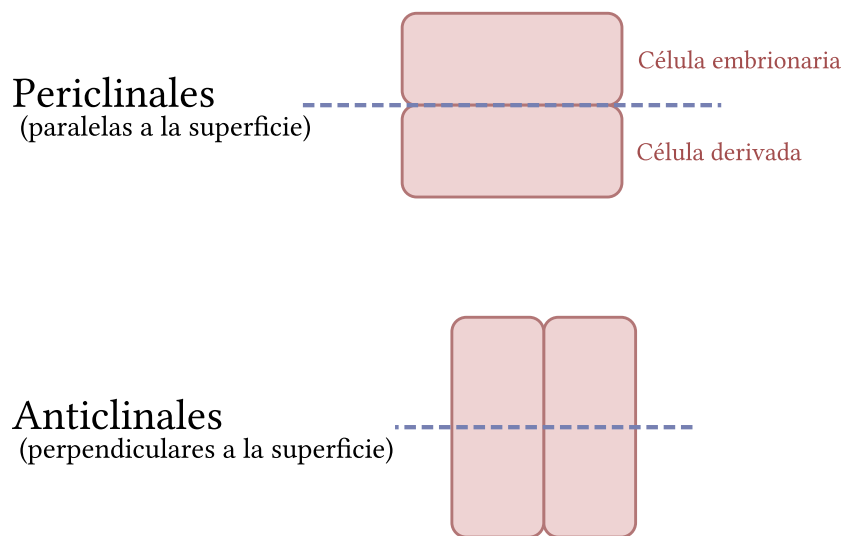 Célula embrionaria
Periclinales
(paralelas a la superficie)
Célula derivada
Anticlinales
(perpendiculares a la superficie)